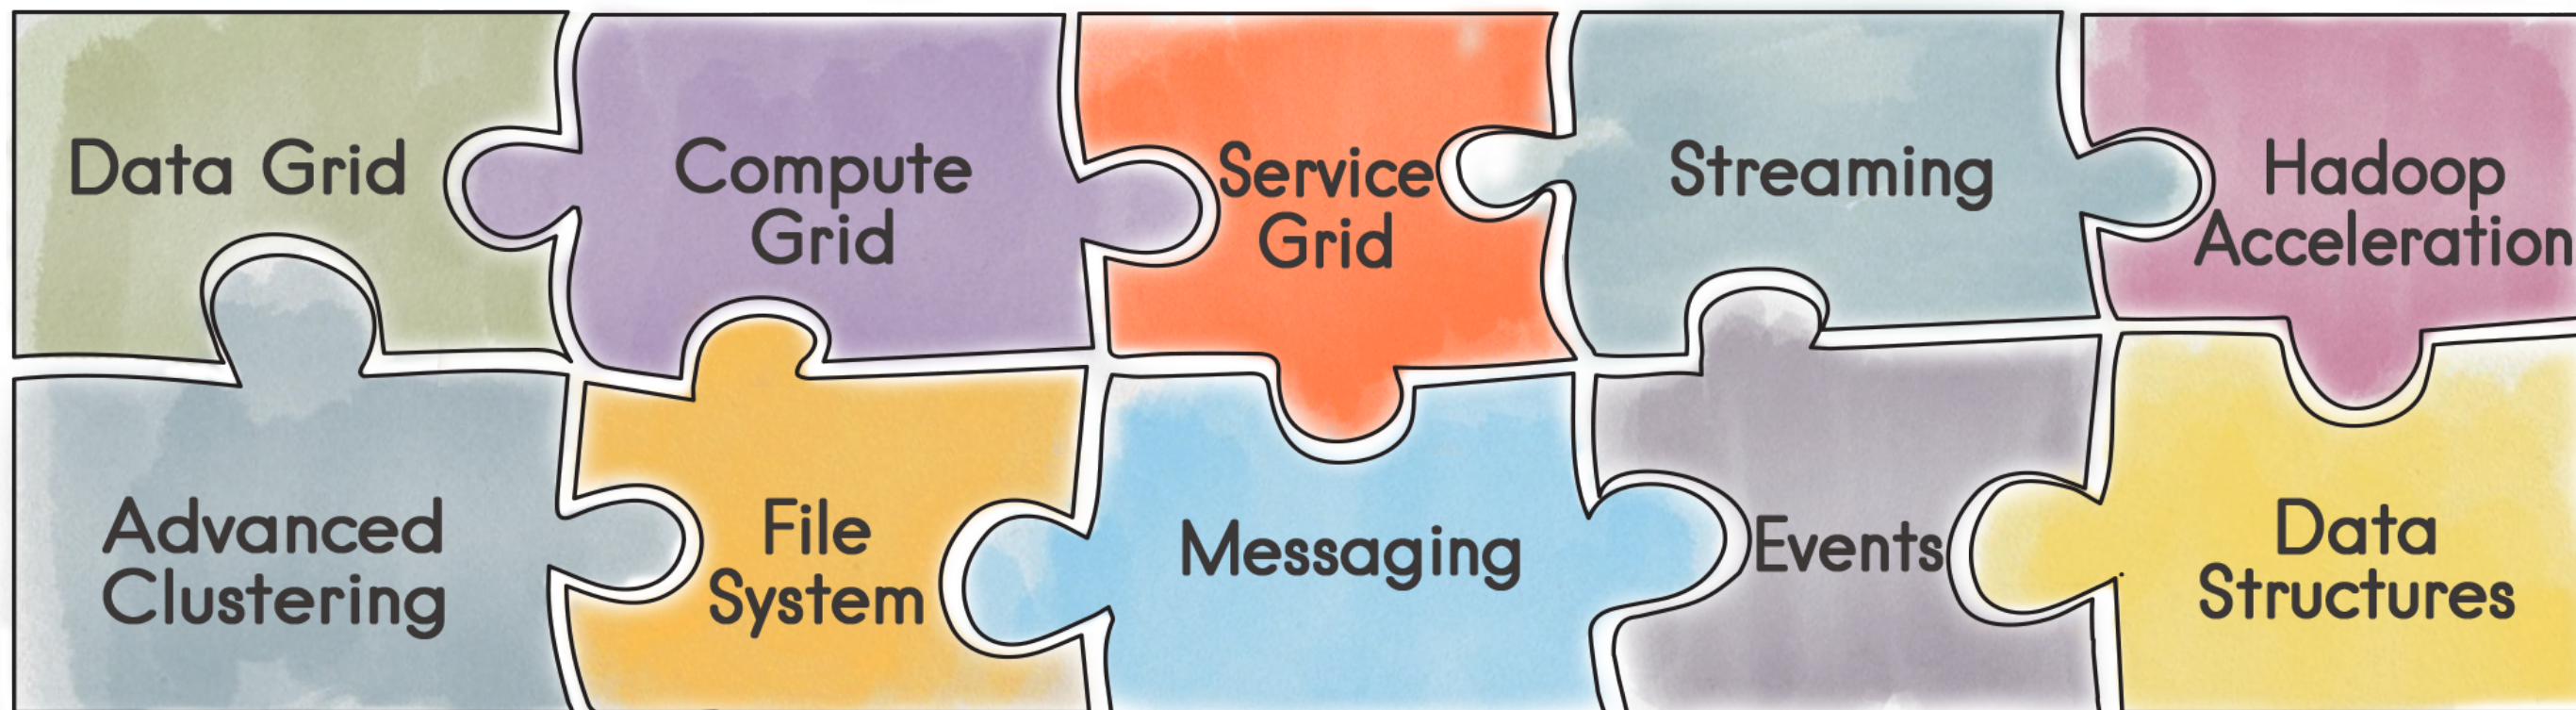 Data Grid
Compute
Grid
Service
Grid
Streaming
Hadoop
Acceleration
Advanced
Clustering
File
System
Messaging
Events
Data
Structures